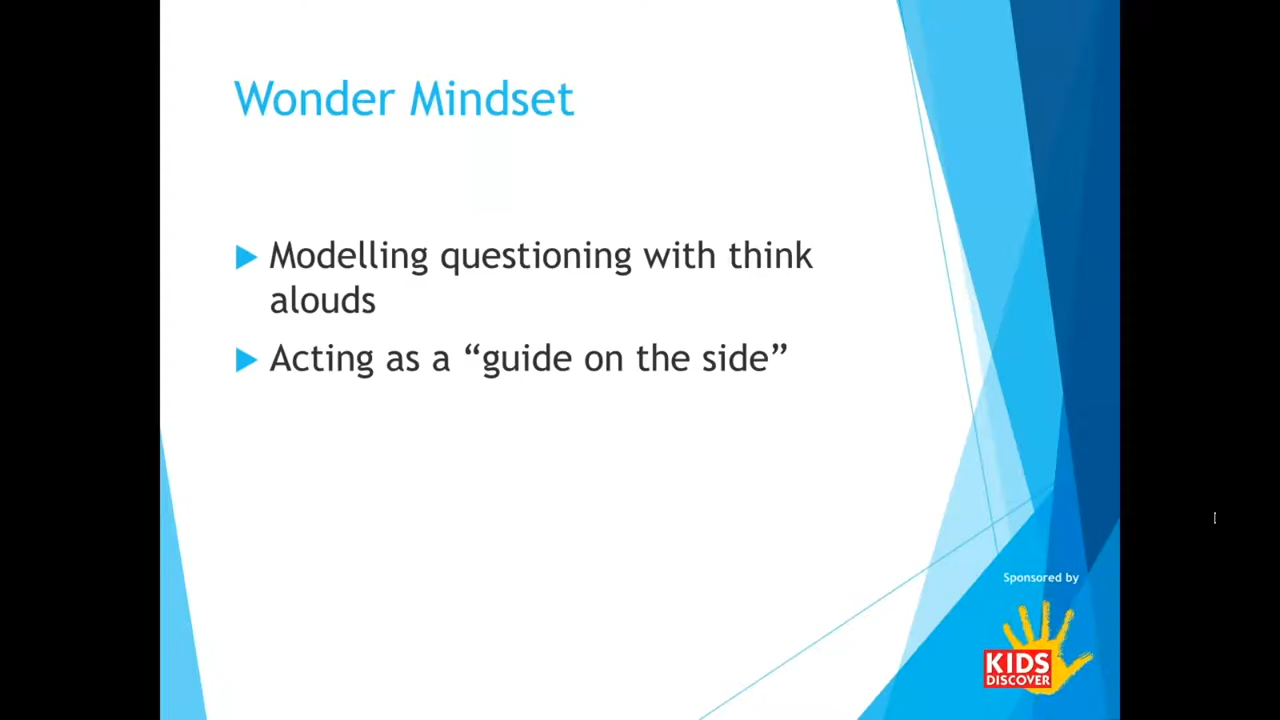 Wonder Mindset
Modelling questioning with think
alouds
Acting as a “guide on the side”
Sponsored by
KIDS
DISCOVER